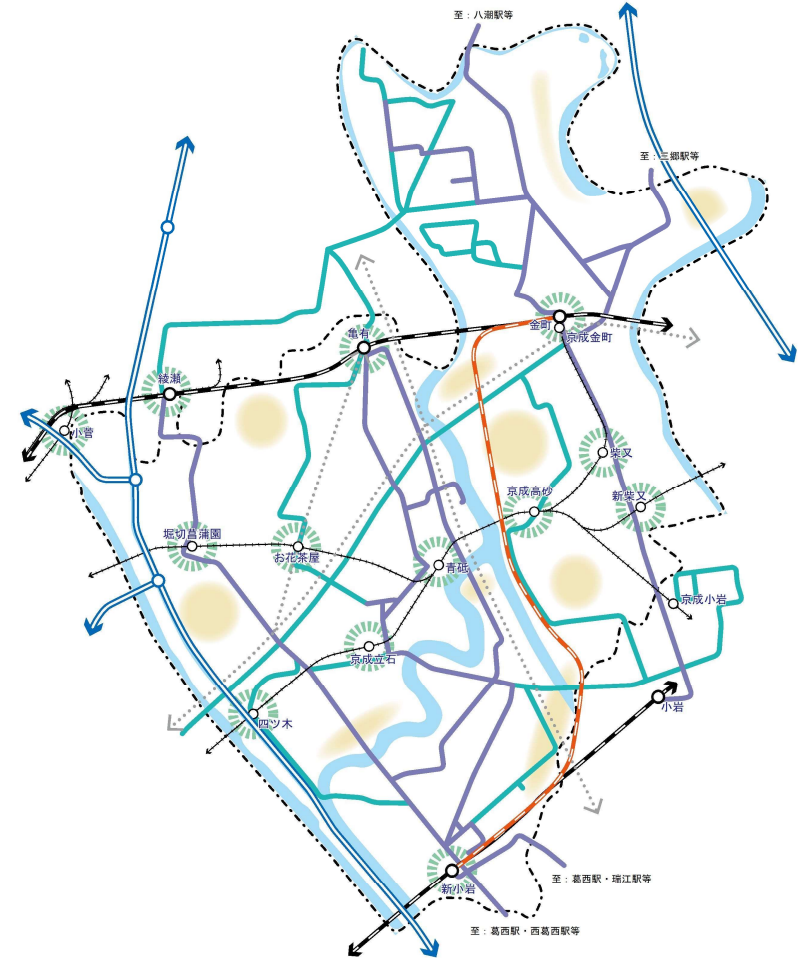 至：八潮駅等
至：三郷駅等
金町
京成金町
亀有
綾瀬
小菅
柴又
京成高砂
新柴又
堀切菖蒲園
お花茶屋
青砥
京成小岩
京成立石
小岩
四ツ木
新小岩
至：葛西駅・瑞江駅等
至：葛西駅・西葛西駅等